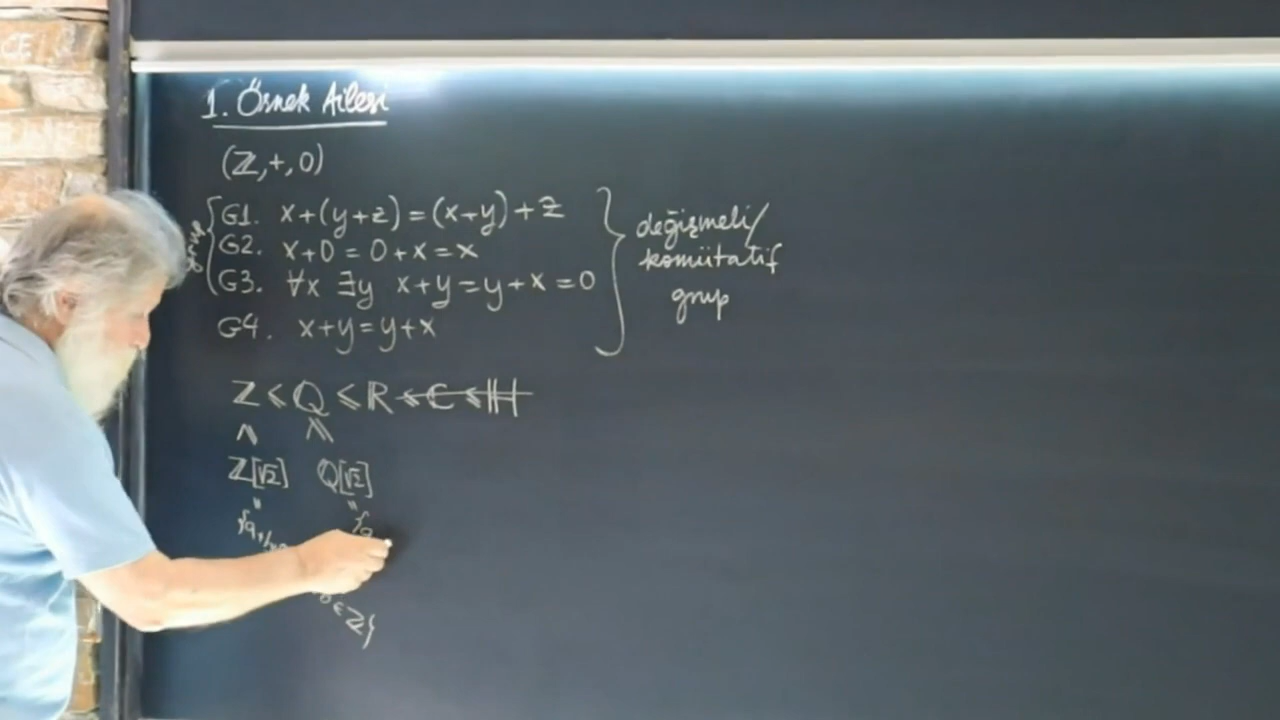 1. Örnek Ailesi
(ℤ, +, 0)
G1. x+(y+z) = (x+y)+z
G2. x+0 = 0+x = x
G3. ∀x ∃y x+y = y+x = 0
G4. x+y = y+x
değişmeli/
komütatif
grup
ℤ ≤ ℚ ≤ ℝ ≤ ℂ ≤ ℍ
ℤ[√2] ℚ[√2]
" "
{a+b {a
∈ ℤ}